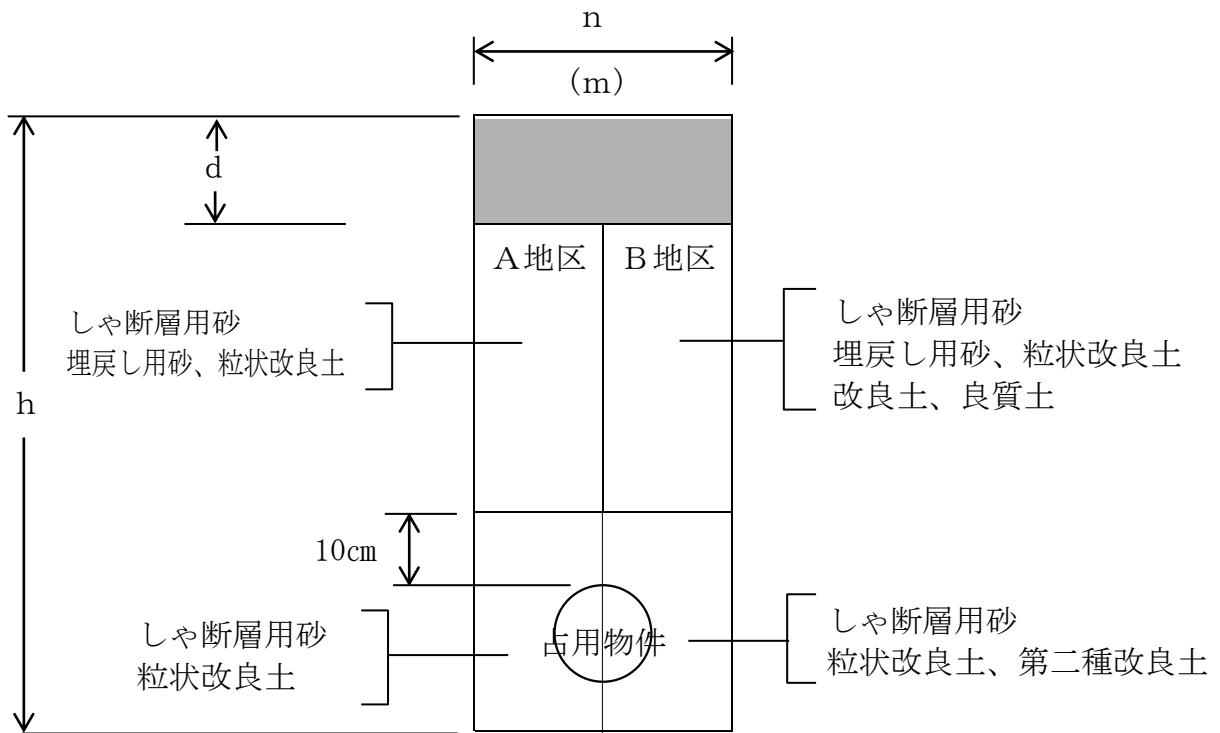 n
(m)
d
A地区
B地区
しゃ断層用砂
埋戻し用砂、粒状改良土
しゃ断層用砂
埋戻し用砂、粒状改良土
改良土、良質土
h
10㎝
しゃ断層用砂
粒状改良土
占用物件
しゃ断層用砂
粒状改良土、第二種改良土